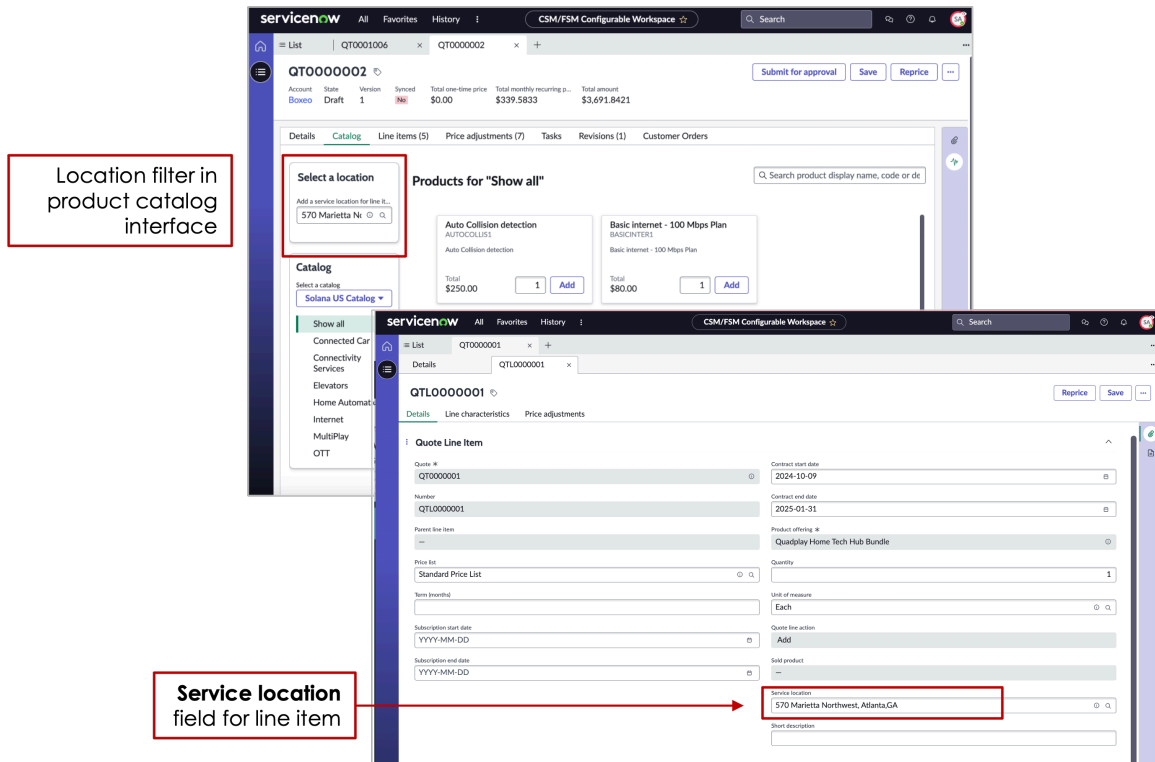 servicenow All Favorites History CSM/FSM Configurable Workspace Search SA
List QT0001006 × QT0000002 × +
QT0000002 Submit for approval Save Reprice
Account State Version Synced Total one-time price Total monthly recurring p... Total amount
Boxeo Draft 1 No $0.00 $339.5833 $3,691.8421
Details Catalog Line items (5) Price adjustments (7) Tasks Revisions (1) Customer Orders
Location filter in
product catalog
interface
Select a location
Add a service location for line it...
570 Marietta No
Products for "Show all"
Search product display name, code or de
Auto Collision detection
AUTOCOLLIS1
Auto Collision detection
Total
$250.00 1 Add
Basic internet - 100 Mbps Plan
BASICINTER1
Basic internet - 100 Mbps Plan
Total
$80.00 1 Add
Catalog
Select a catalog
Solana US Catalog
Show all
Connected Car
Connectivity
Services
Elevators
Home Automati
Internet
MultiPlay
OTT
servicenow All Favorites History CSM/FSM Configurable Workspace Search SA
List QT0000001 × +
Details QTL0000001 ×
QTL0000001 Reprice Save
Details Line characteristics Price adjustments
Quote Line Item
Quote
QT0000001
Number
QTL0000001
Parent line item
—
Price list
Standard Price List
Term (months)
Subscription start date
YYYY-MM-DD
Subscription end date
YYYY-MM-DD
Contract start date
2024-10-09
Contract end date
2025-01-31
Product offering
Quadplay Home Tech Hub Bundle
Quantity
1
Unit of measure
Each
Quote line action
Add
Sold product
—
Service location
570 Marietta Northwest, Atlanta,GA
Short description
Service location
field for line item